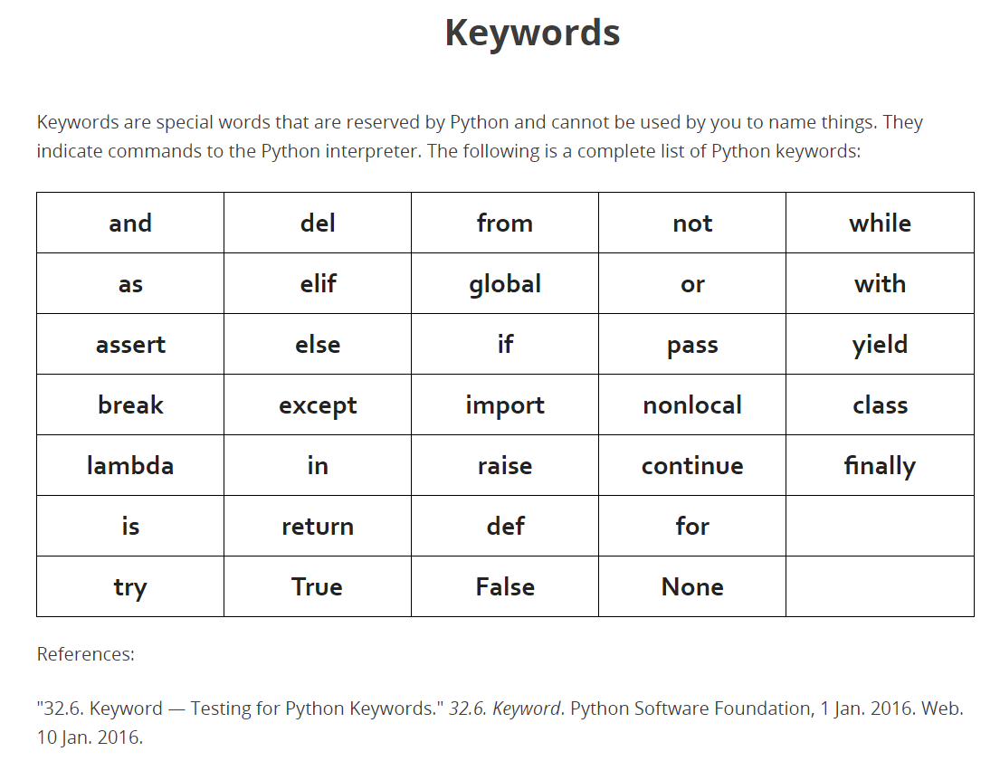 Keywords
Keywords are special words that are reserved by Python and cannot be used by you to name things. They
indicate commands to the Python interpreter. The following is a complete list of Python keywords:
and del from not while
as elif global or with
assert else if pass yield
break except import nonlocal class
lambda in raise continue finally
is return def for
try True False None
References:
"32.6. Keyword — Testing for Python Keywords." 32.6. Keyword. Python Software Foundation, 1 Jan. 2016. Web.
10 Jan. 2016.